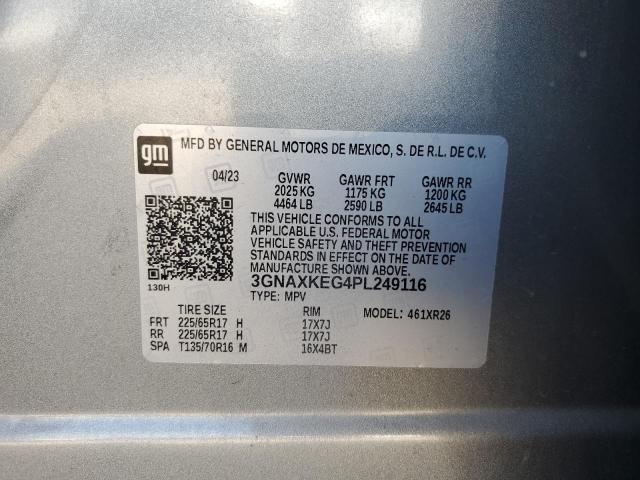 gm
MFD BY GENERAL MOTORS DE MEXICO, S. DE R.L. DE C.V.
04/23 GVWR GAWR FRT GAWR RR
2025 KG 1175 KG 1200 KG
4464 LB 2590 LB 2645 LB
THIS VEHICLE CONFORMS TO ALL
APPLICABLE U.S. FEDERAL MOTOR
VEHICLE SAFETY AND THEFT PREVENTION
STANDARDS IN EFFECT ON THE DATE OF
MANUFACTURE SHOWN ABOVE.
130H 3GNAXKEG4PL249116
TYPE: MPV
TIRE SIZE RIM MODEL: 461XR26
FRT 225/65R17 H 17X7J
RR 225/65R17 H 17X7J
SPA T135/70R16 M 16X4BT